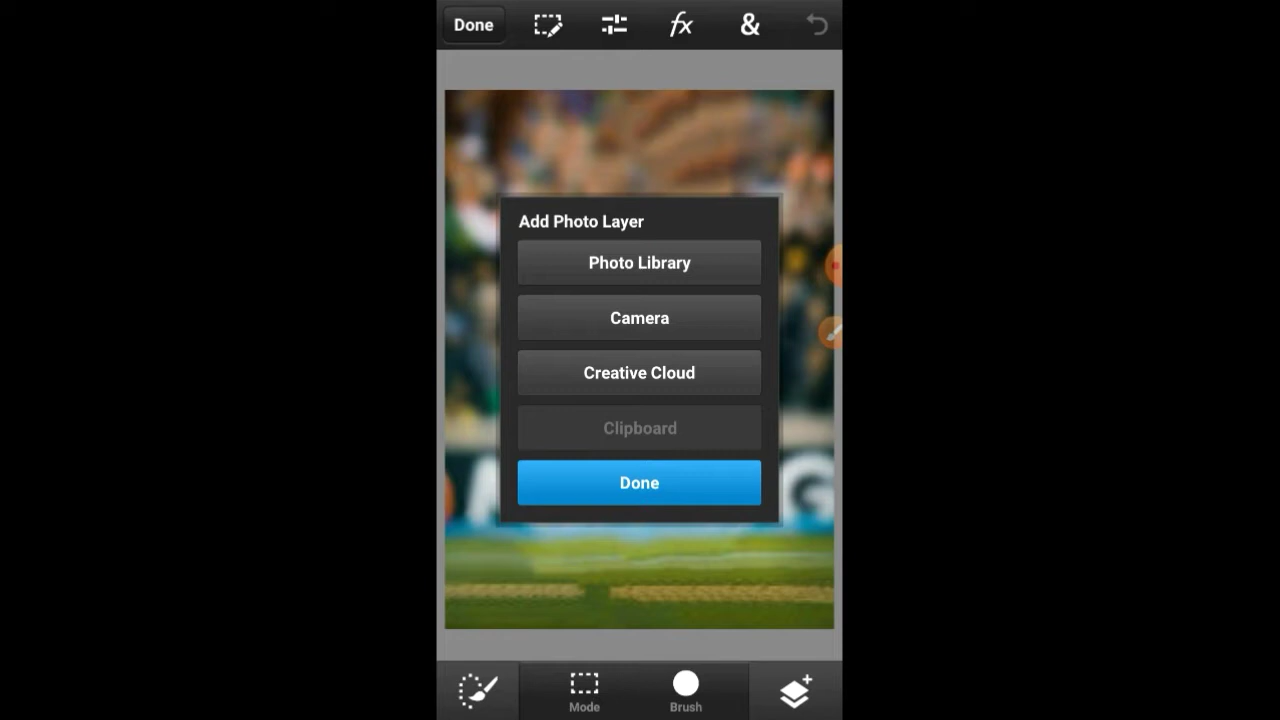 Done
fx
&
Add Photo Layer
Photo Library
Camera
Creative Cloud
Clipboard
Done
G
Mode
Brush